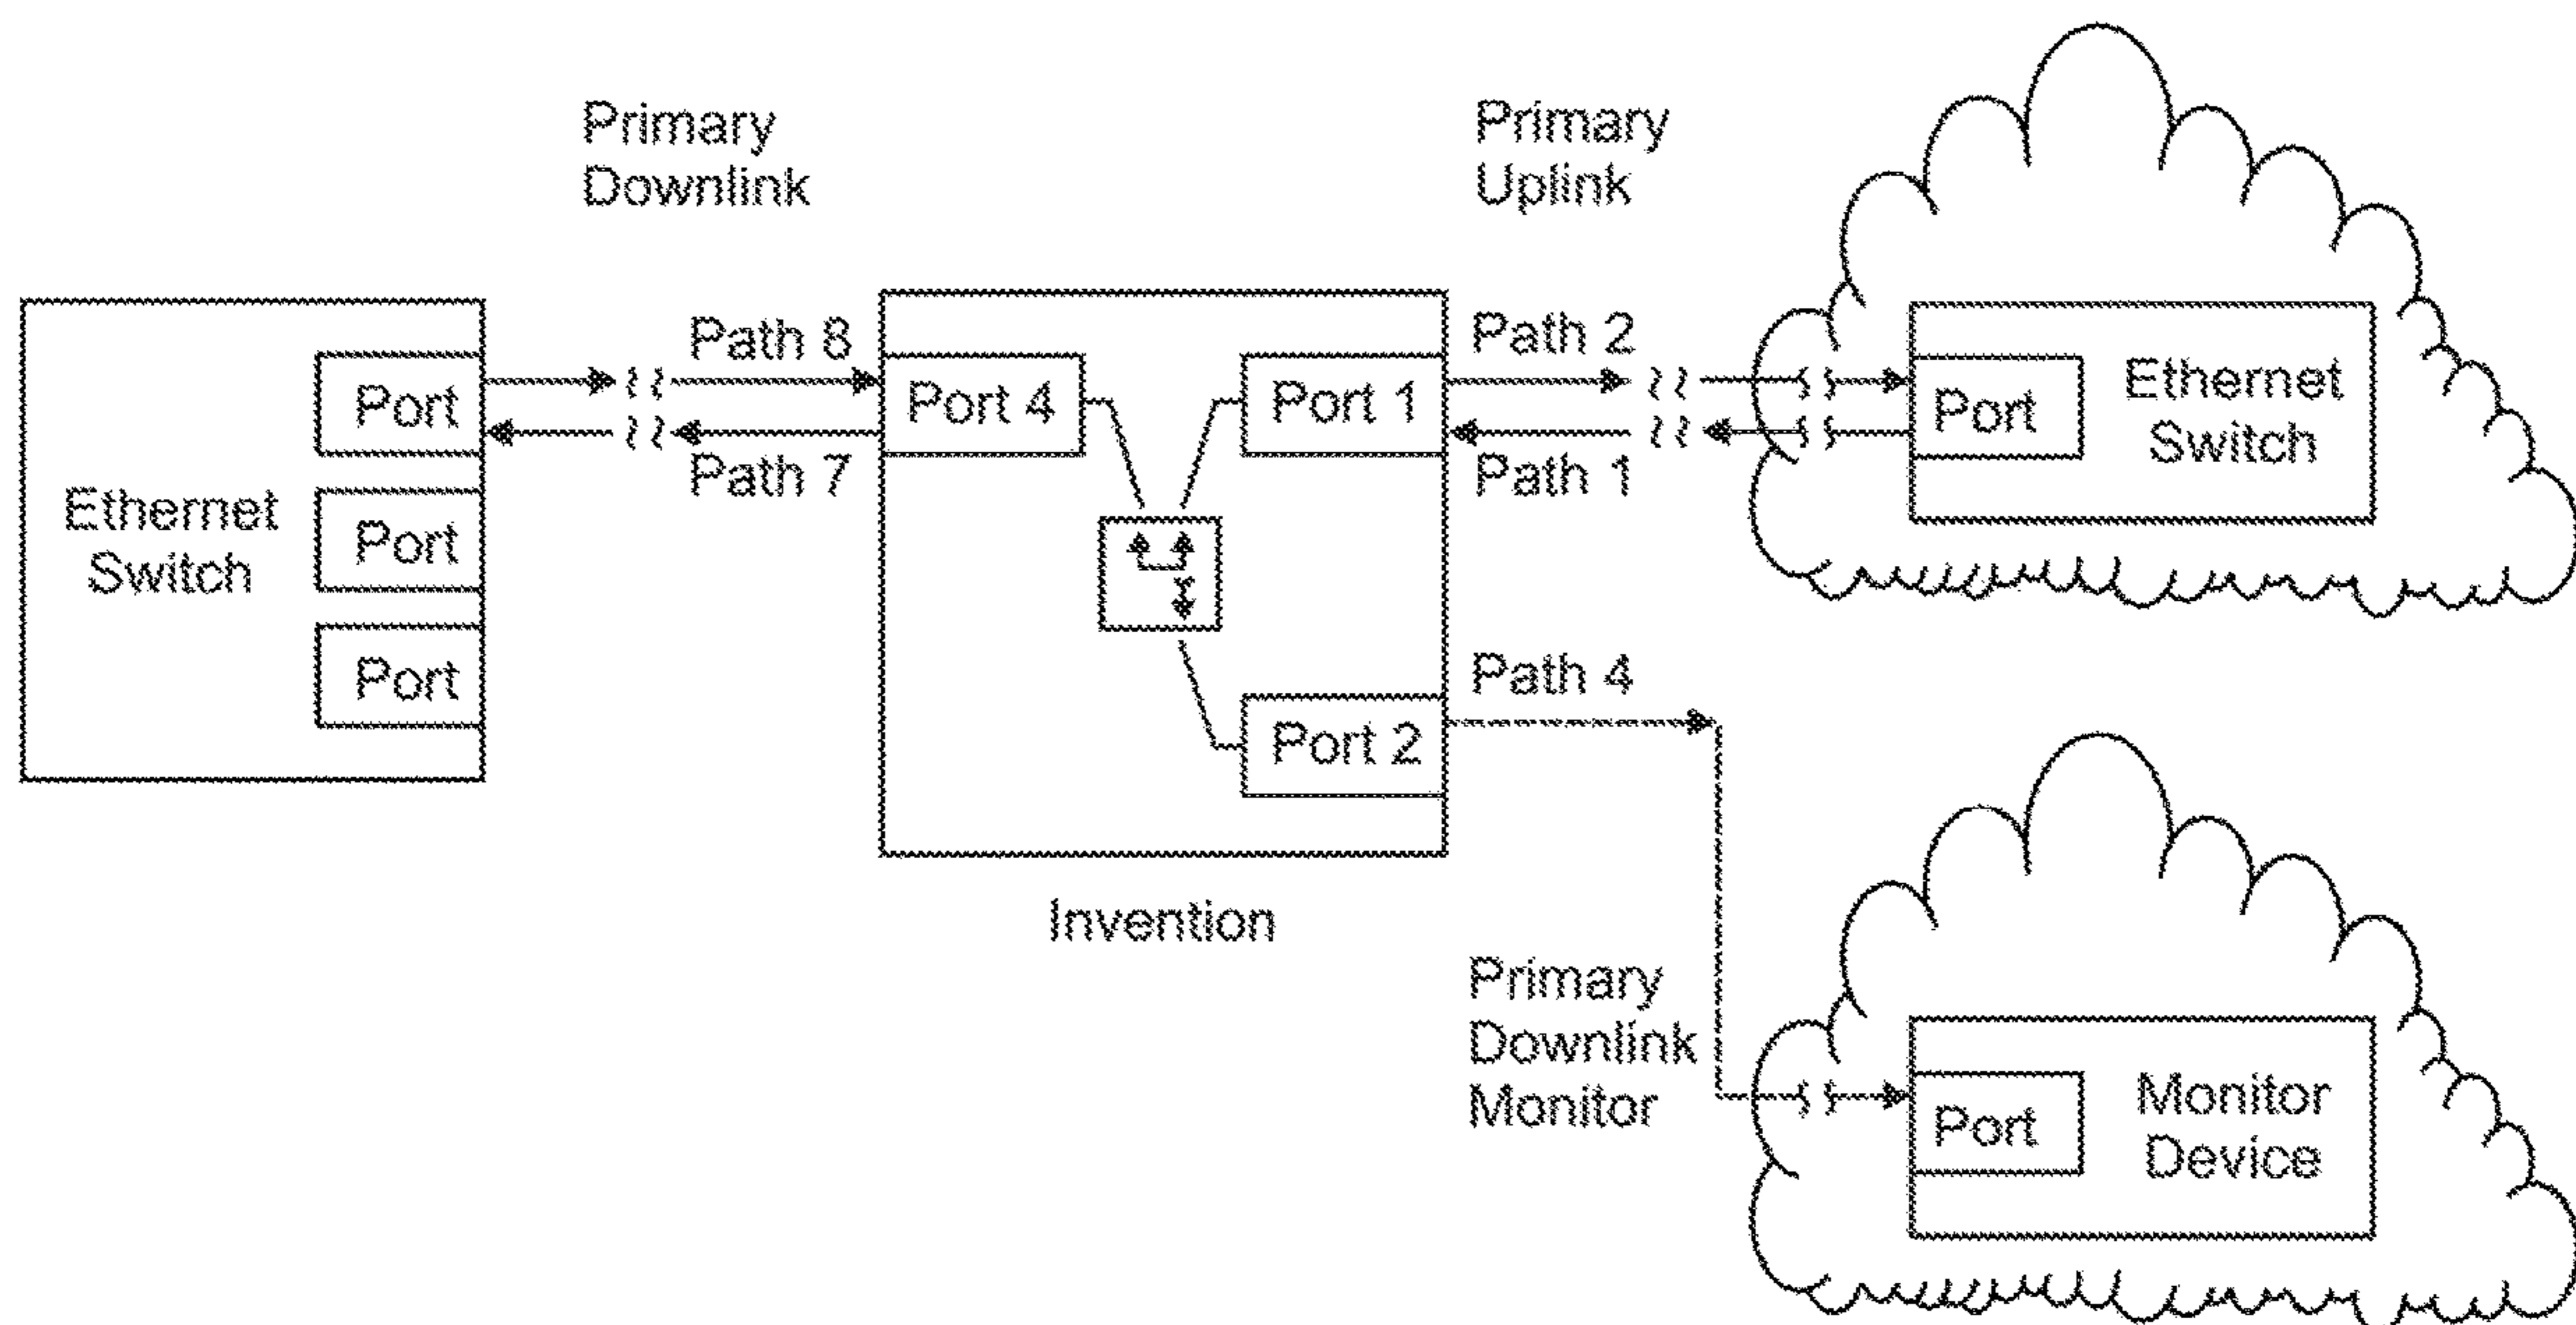 Primary
Downlink
Primary
Uplink
Path 8
Path 2
Port
Port 4
Port 1
Port
Ethernet
Switch
Path 7
Path 1
Ethernet
Switch
Port
Port
Path 4
Port 2
Invention
Primary
Downlink
Monitor
Port
Monitor
Device